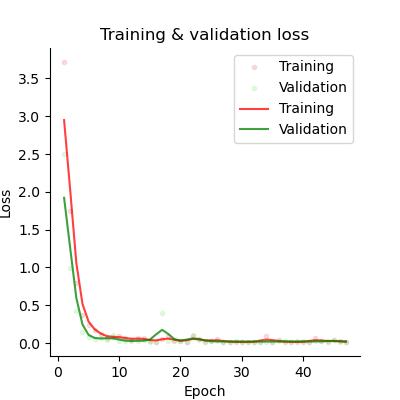 Training & validation loss
Training
Validation
Training
Validation
Loss
3.5
3.0
2.5
2.0
1.5
1.0
0.5
0.0
0
10
20
30
40
Epoch